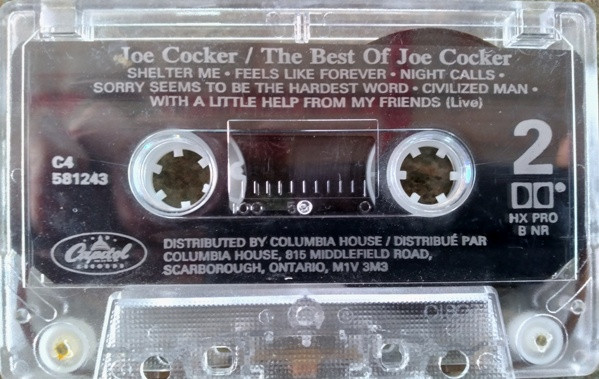 Joe Cocker / The Best Of Joe Cocker
SHELTER ME • FEELS LIKE FOREVER • NIGHT CALLS •
SORRY SEEMS TO BE THE HARDEST WORD • CIVILIZED MAN •
WITH A LITTLE HELP FROM MY FRIENDS (Live)
C4
581243
2
HX PRO
B NR
Capitol
RECORDS
DISTRIBUTED BY COLUMBIA HOUSE / DISTRIBUÉ PAR
COLUMBIA HOUSE, 815 MIDDLEFIELD ROAD,
SCARBOROUGH, ONTARIO, M1V 3M3